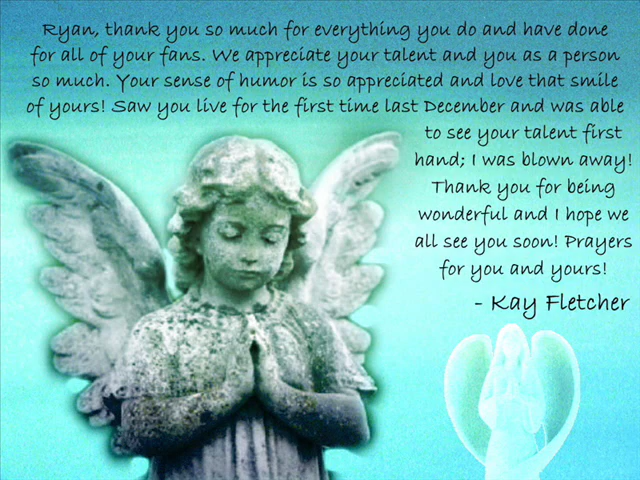 Ryan, thank you so much for everything you do and have done
for all of your fans. We appreciate your talent and you as a person
so much. Your sense of humor is so appreciated and love that smile
of yours! Saw you live for the first time last December and was able
to see your talent first
hand; I was blown away!
Thank you for being
wonderful and I hope we
all see you soon! Prayers
for you and yours!
- Kay Fletcher